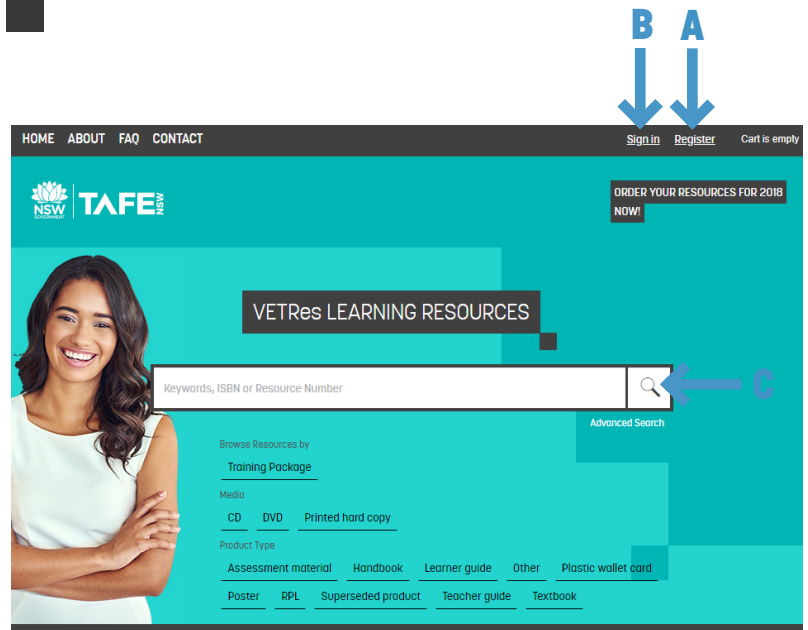 B A
HOME ABOUT FAQ CONTACT Sign in Register Cart is empty
NSW GOVERNMENT TAFE NSW
ORDER YOUR RESOURCES FOR 2018
NOW!
VETRes LEARNING RESOURCES
Keywords, ISBN or Resource Number
C
Advanced Search
Browse Resources by
Training Package
Media
CD DVD Printed hard copy
Product Type
Assessment material Handbook Learner guide Other Plastic wallet card
Poster RPL Superseded product Teacher guide Textbook